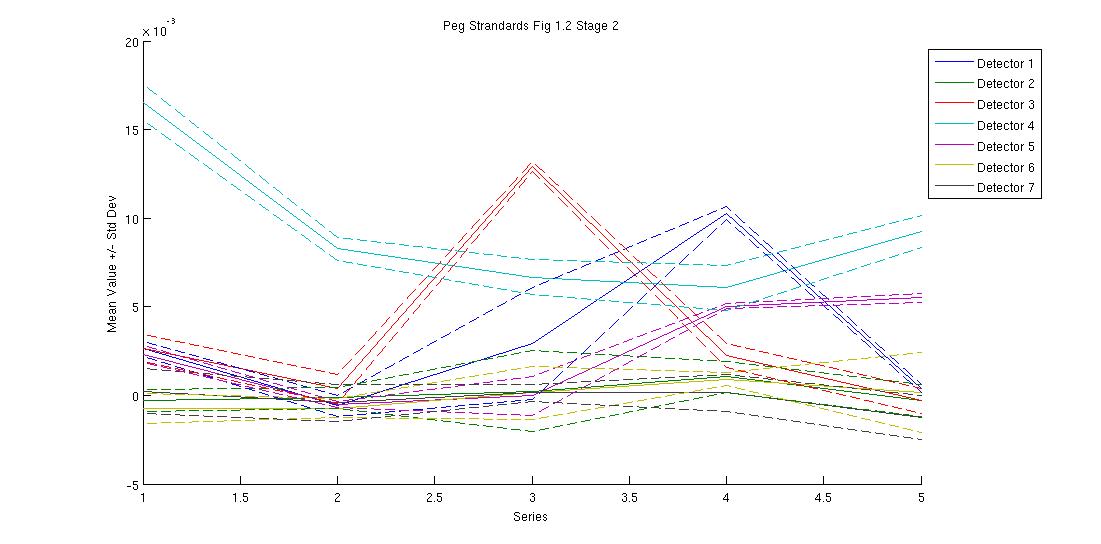 Peg Strandards Fig 1.2 Stage 2
× 10⁻³
20
15
10
5
0
-5
Mean Value +/- Std Dev
1
1.5
2
2.5
3
3.5
4
4.5
5
Series
Detector 1
Detector 2
Detector 3
Detector 4
Detector 5
Detector 6
Detector 7